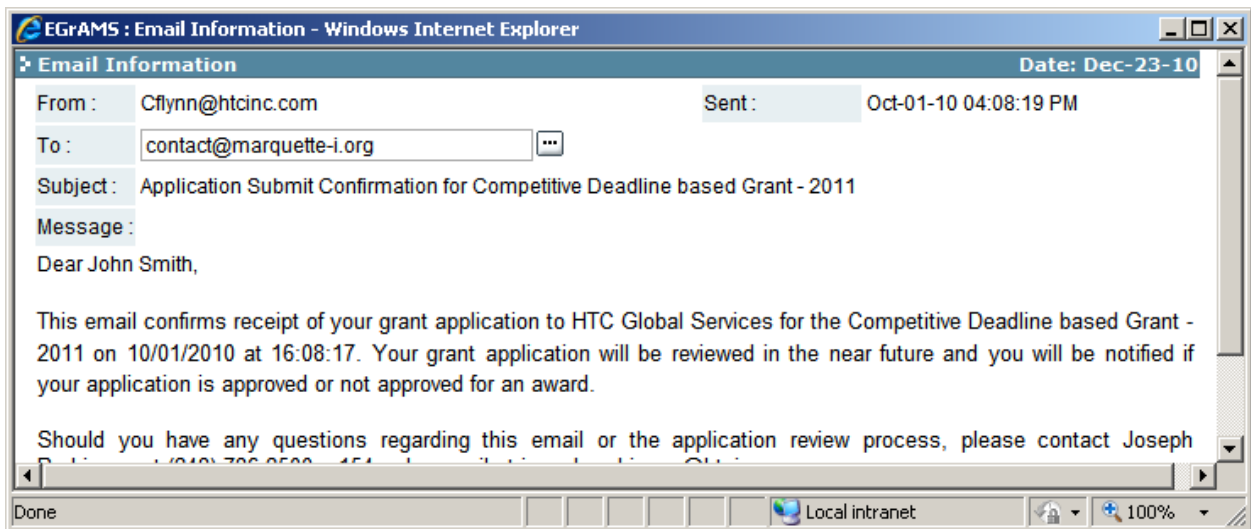 EGrAMS : Email Information - Windows Internet Explorer
Email Information Date: Dec-23-10
From : Cflynn@htcinc.com Sent : Oct-01-10 04:08:19 PM
To : contact@marquette-i.org ...
Subject : Application Submit Confirmation for Competitive Deadline based Grant - 2011
Message :
Dear John Smith,
This email confirms receipt of your grant application to HTC Global Services for the Competitive Deadline based Grant -
2011 on 10/01/2010 at 16:08:17. Your grant application will be reviewed in the near future and you will be notified if
your application is approved or not approved for an award.
Should you have any questions regarding this email or the application review process, please contact Joseph
Done Local intranet 100%